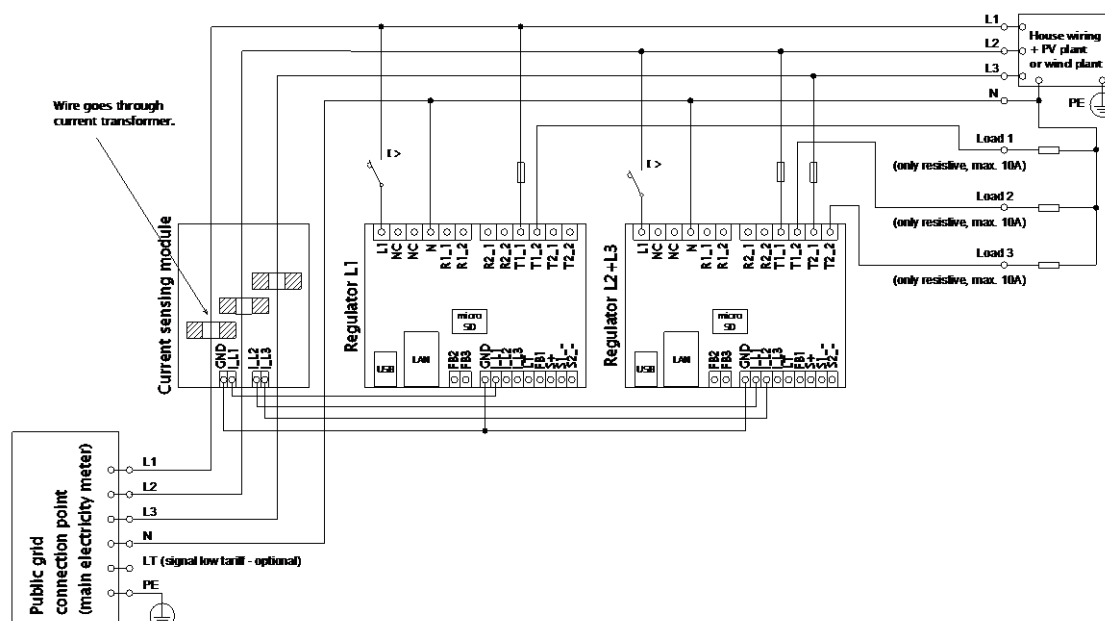 L1
L2
L3
N
House wiring
+ PV plant
or wind plant
PE
Wire goes through
current transformer.
I >
I >
Load 1
(only resistive, max. 10A)
Load 2
(only resistive, max. 10A)
Load 3
(only resistive, max. 10A)
Current sensing module
GND
I_L1
I_L2
I_L3
Regulator L1
L1
NC
NC
N
R1_1
R1_2
R2_1
R2_2
T1_1
T1_2
T2_1
T2_2
micro
SD
USB
LAN
FB2
FB3
GND
I_L1
I_L2
I_L3
LT
FB1
S+
S1_-
S2_-
Regulator L2+L3
L1
NC
NC
N
R1_1
R1_2
R2_1
R2_2
T1_1
T1_2
T2_1
T2_2
micro
SD
USB
LAN
FB2
FB3
GND
I_L1
I_L2
I_L3
LT
FB1
S+
S1_-
S2_-
Public grid
connection point
(main electricity meter)
L1
L2
L3
N
LT (signal low tariff - optional)
PE